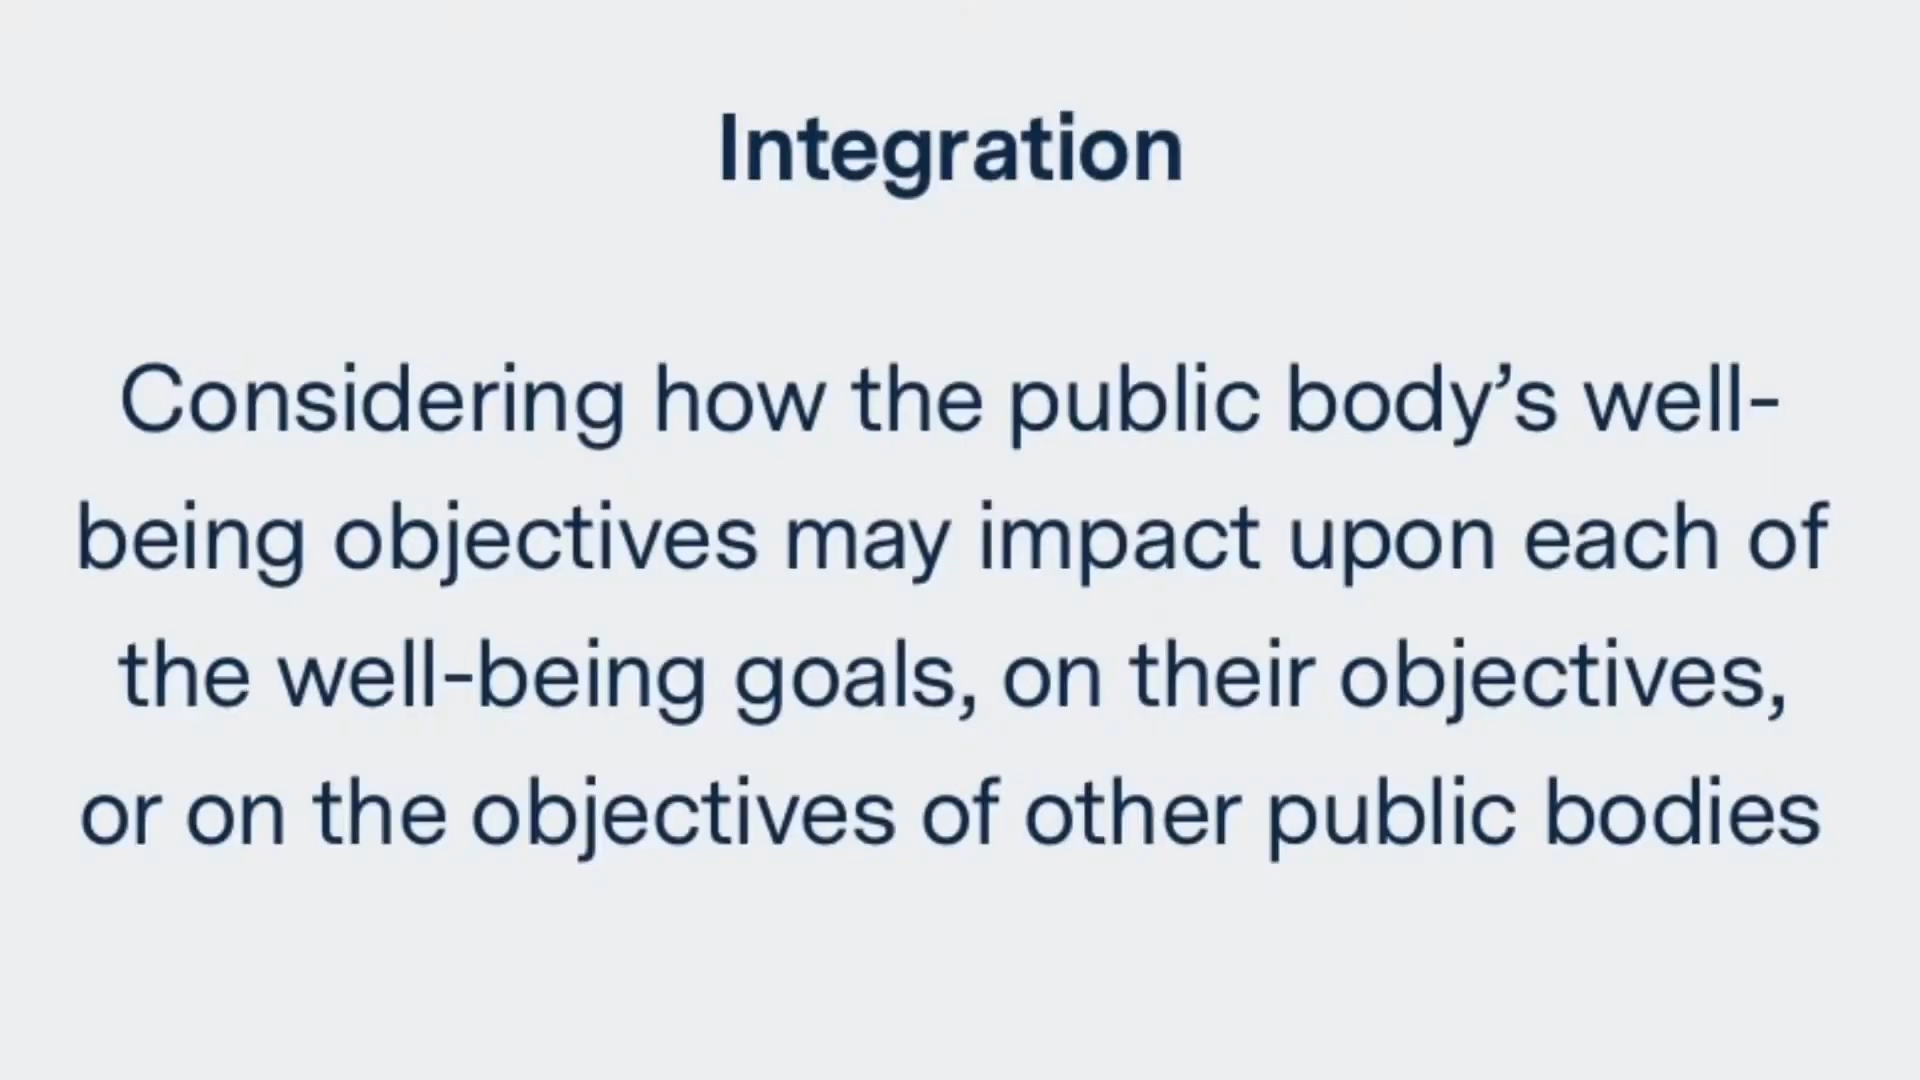 Integration
Considering how the public body’s well-
being objectives may impact upon each of
the well-being goals, on their objectives,
or on the objectives of other public bodies